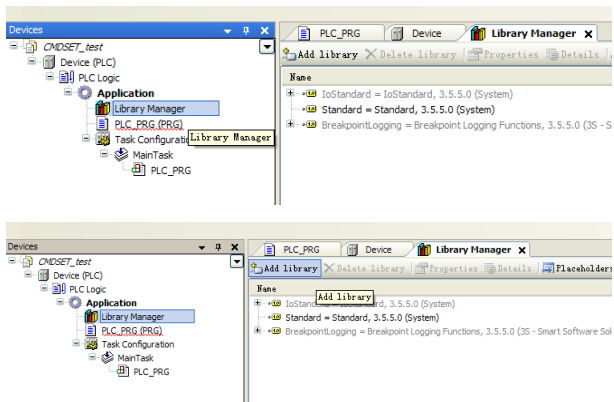 Devices
CMDSET_test
Device (PLC)
PLC Logic
Application
Library Manager
PLC_PRG (PRG)
Task Configuratio
Library Manager
MainTask
PLC_PRG
PLC_PRG Device Library Manager
Add library Delete library Properties Details
Name
IoStandard = IoStandard, 3.5.5.0 (System)
Standard = Standard, 3.5.5.0 (System)
BreakpointLogging = Breakpoint Logging Functions, 3.5.5.0 (3S - S
Devices
CMDSET_test
Device (PLC)
PLC Logic
Application
Library Manager
PLC_PRG (PRG)
Task Configuration
MainTask
PLC_PRG
PLC_PRG Device Library Manager
Add library Delete library Properties Details Placeholders
Name
Add library
IoStandard, 3.5.5.0 (System)
Standard = Standard, 3.5.5.0 (System)
BreakpointLogging = Breakpoint Logging Functions, 3.5.5.0 (3S - Smart Software Sol